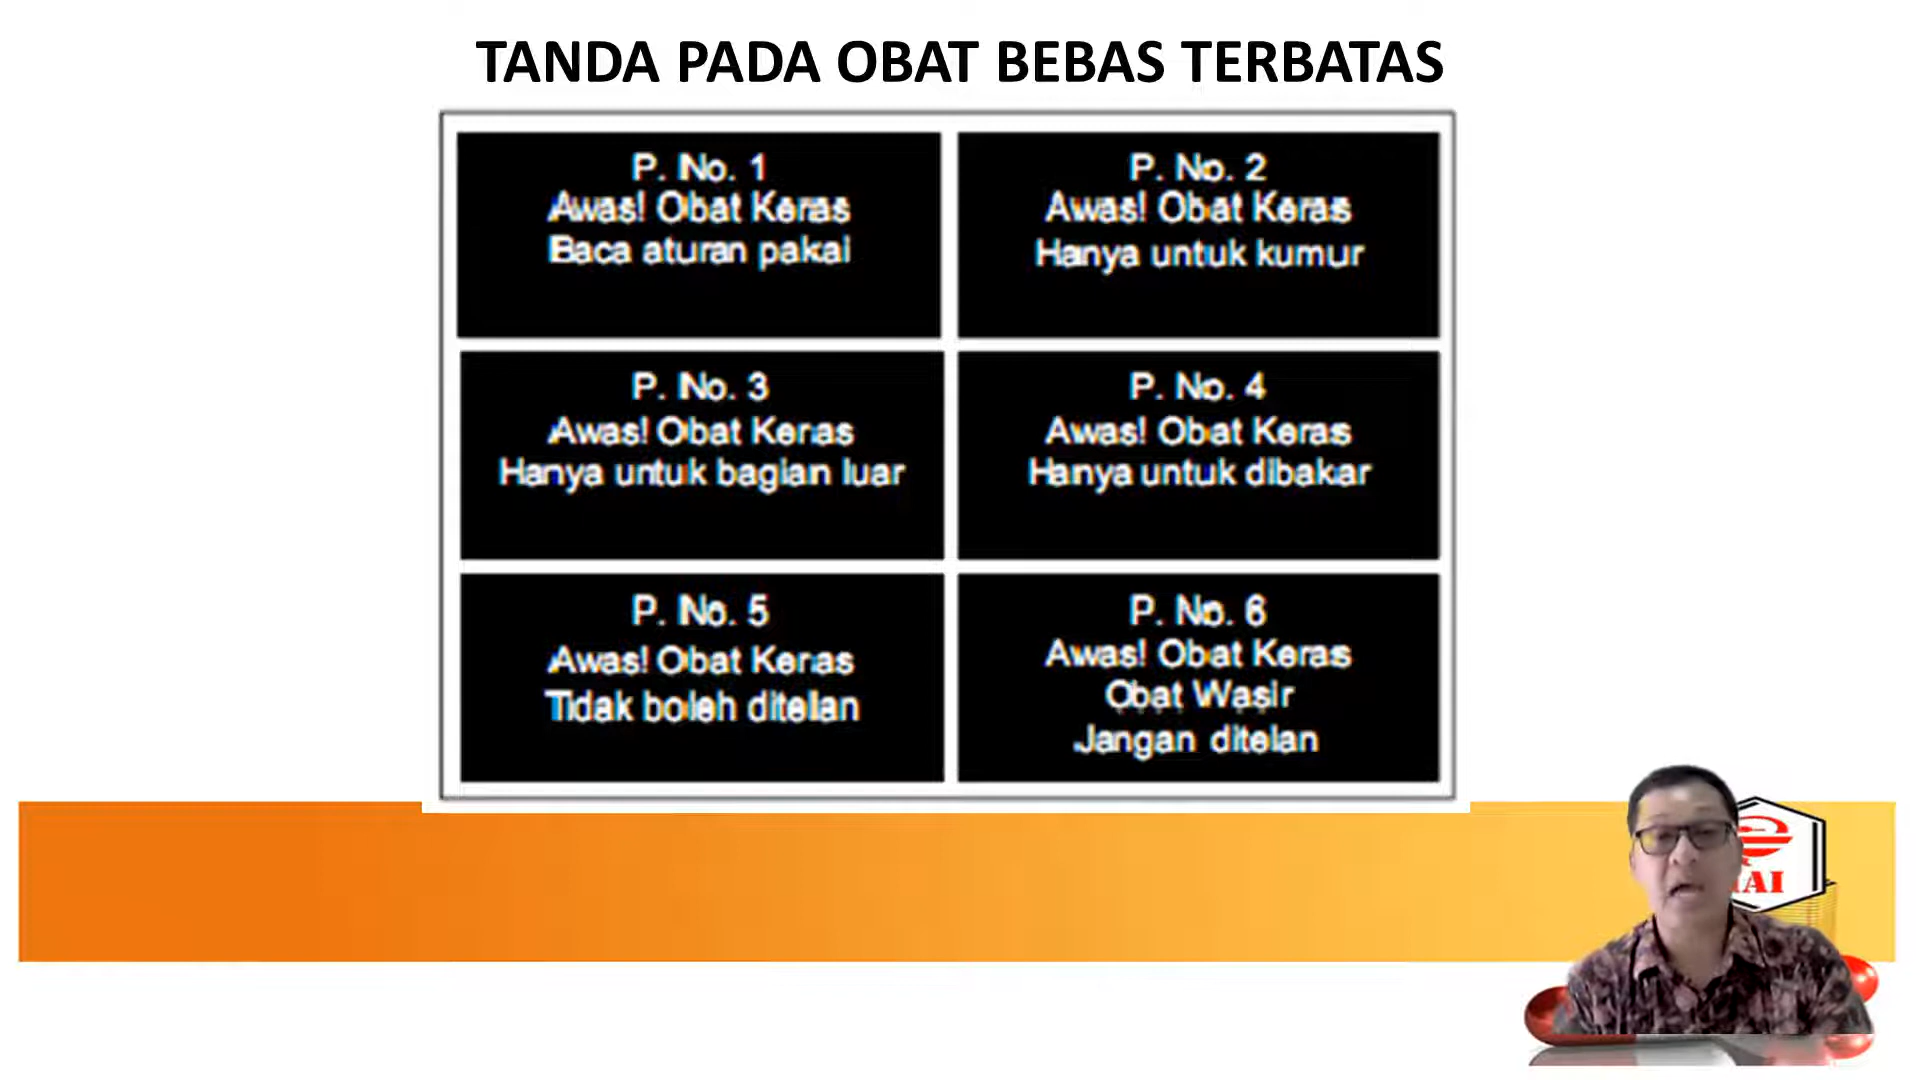 TANDA PADA OBAT BEBAS TERBATAS
P. No. 1
Awas! Obat Keras
Baca aturan pakai
P. No. 2
Awas! Obat Keras
Hanya untuk kumur
P. No. 3
Awas! Obat Keras
Hanya untuk bagian luar
P. No. 4
Awas! Obat Keras
Hanya untuk dibakar
P. No. 5
Awas! Obat Keras
Tidak boleh ditelan
P. No. 6
Awas! Obat Keras
Obat Wasir
Jangan ditelan